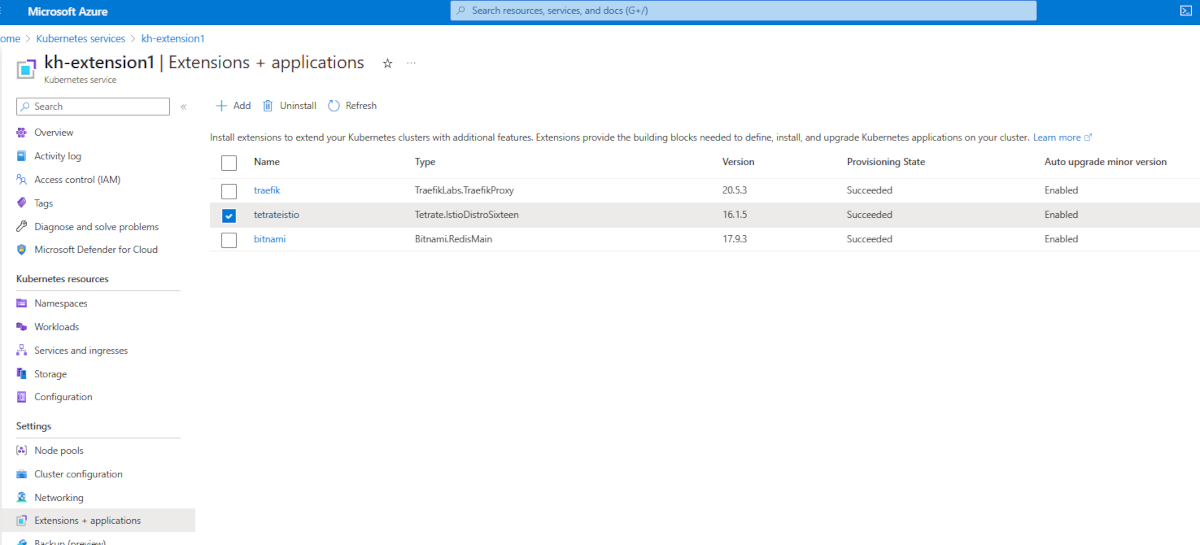 Microsoft Azure
Search resources, services, and docs (G+/)
ome > Kubernetes services > kh-extension1
kh-extension1 | Extensions + applications
Kubernetes service
Search
Overview
Activity log
Access control (IAM)
Tags
Diagnose and solve problems
Microsoft Defender for Cloud
Kubernetes resources
Namespaces
Workloads
Services and ingresses
Storage
Configuration
Settings
Node pools
Cluster configuration
Networking
Extensions + applications
Backup (preview)
Add Uninstall Refresh
Install extensions to extend your Kubernetes clusters with additional features. Extensions provide the building blocks needed to define, install, and upgrade Kubernetes applications on your cluster. Learn more
Name Type Version Provisioning State Auto upgrade minor version
traefik TraefikLabs.TraefikProxy 20.5.3 Succeeded Enabled
tetrateistio Tetrate.IstioDistroSixteen 16.1.5 Succeeded Enabled
bitnami Bitnami.RedisMain 17.9.3 Succeeded Enabled